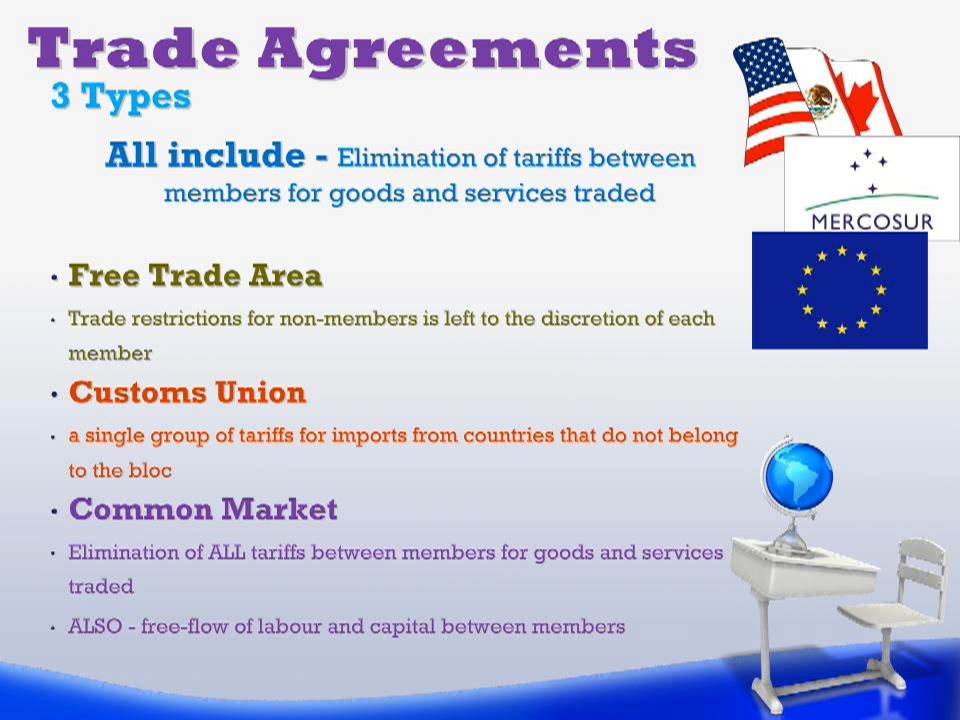 Trade Agreements
3 Types
All include - Elimination of tariffs between
members for goods and services traded
MERCOSUR
• Free Trade Area
• Trade restrictions for non-members is left to the discretion of each
member
• Customs Union
• a single group of tariffs for imports from countries that do not belong
to the bloc
• Common Market
• Elimination of ALL tariffs between members for goods and services
traded
• ALSO - free-flow of labour and capital between members